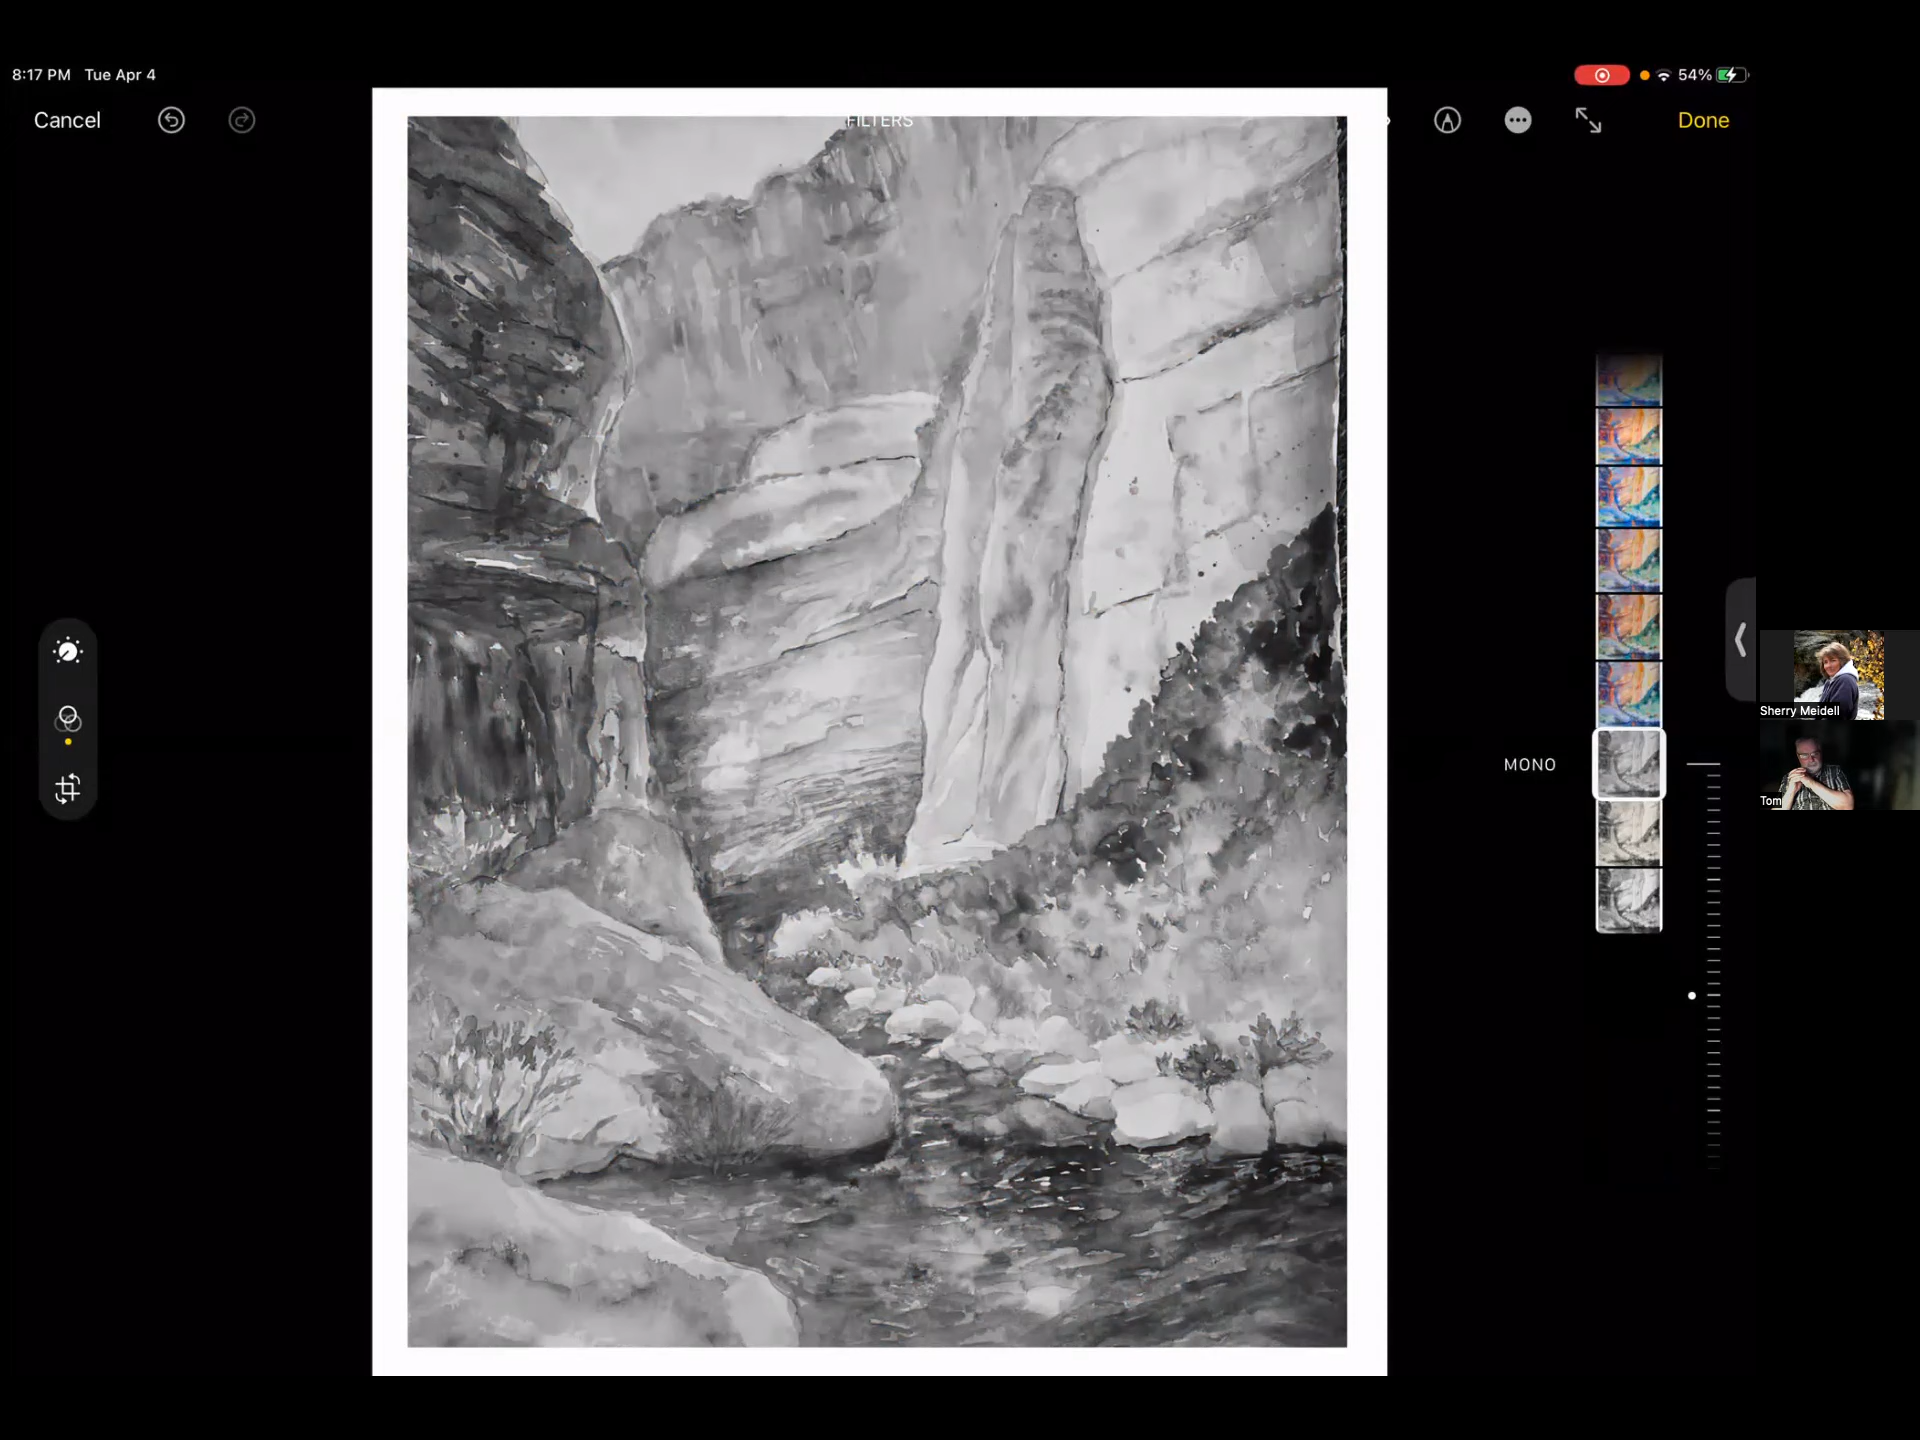 8:17 PM Tue Apr 4
54%
Cancel
FILTERS
Done
MONO
Sherry Meidell
Tom